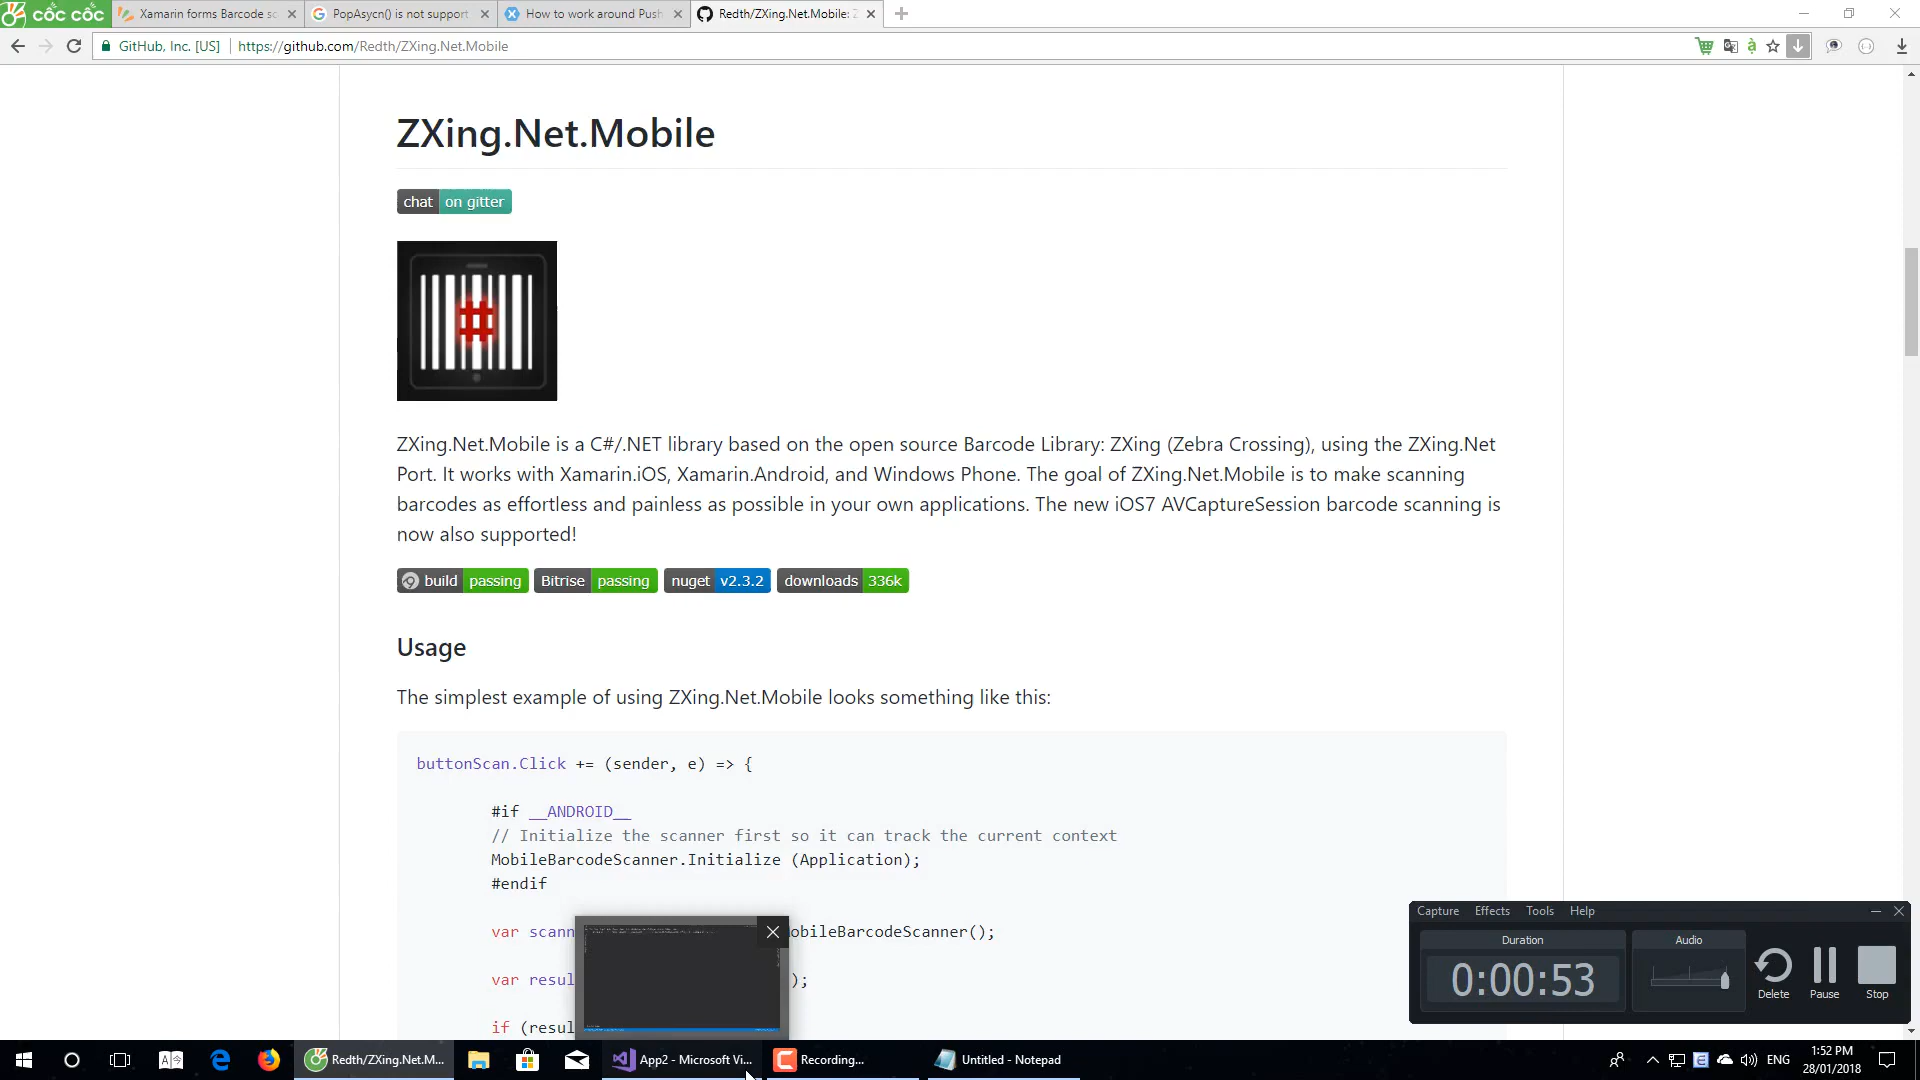 cốc cốc
Xamarin forms Barcode sc
PopAsycn() is not support
How to work around Push
Redth/ZXing.Net.Mobile:
GitHub, Inc. [US]
https://github.com/Redth/ZXing.Net.Mobile
ZXing.Net.Mobile
chat on gitter
#
ZXing.Net.Mobile is a C#/.NET library based on the open source Barcode Library: ZXing (Zebra Crossing), using the ZXing.Net
Port. It works with Xamarin.iOS, Xamarin.Android, and Windows Phone. The goal of ZXing.Net.Mobile is to make scanning
barcodes as effortless and painless as possible in your own applications. The new iOS7 AVCaptureSession barcode scanning is
now also supported!
build passing Bitrise passing nuget v2.3.2 downloads 336k
Usage
The simplest example of using ZXing.Net.Mobile looks something like this:
buttonScan.Click += (sender, e) => {
#if __ANDROID__
// Initialize the scanner first so it can track the current context
MobileBarcodeScanner.Initialize (Application);
#endif
var scann obileBarcodeScanner();
var resul );
if (resul
Capture Effects Tools Help
Duration
Audio
0:00:53
Delete
Pause
Stop
Redth/ZXing.Net.M...
App2 - Microsoft Vi...
Recording...
Untitled - Notepad
ENG
1:52 PM
28/01/2018